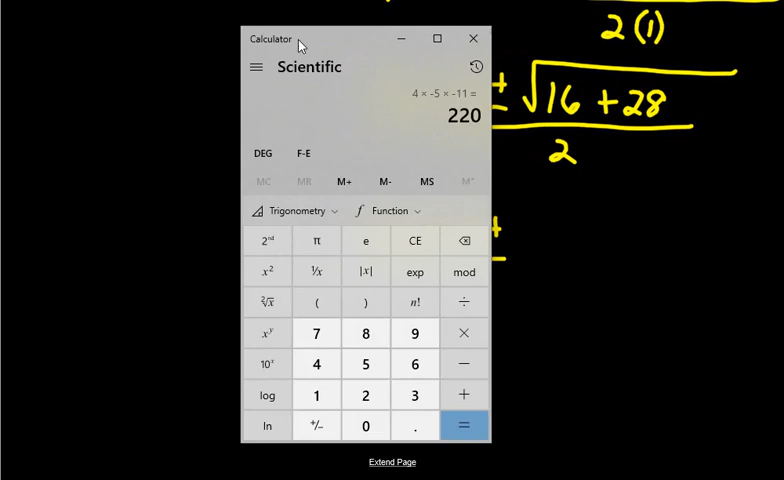 2 (1)
Calculator
Scientific
± √16 + 28
4 × -5 × -11 =
220
2
DEG F-E
MC MR M+ M- MS M˅
Trigonometry f Function
2ⁿᵈ π e CE
±
x² ¹/x |x| exp mod
²√x ( ) n! ÷
xʸ 7 8 9 ×
10ˣ 4 5 6 −
log 1 2 3 +
ln +/− 0 . =
Extend Page